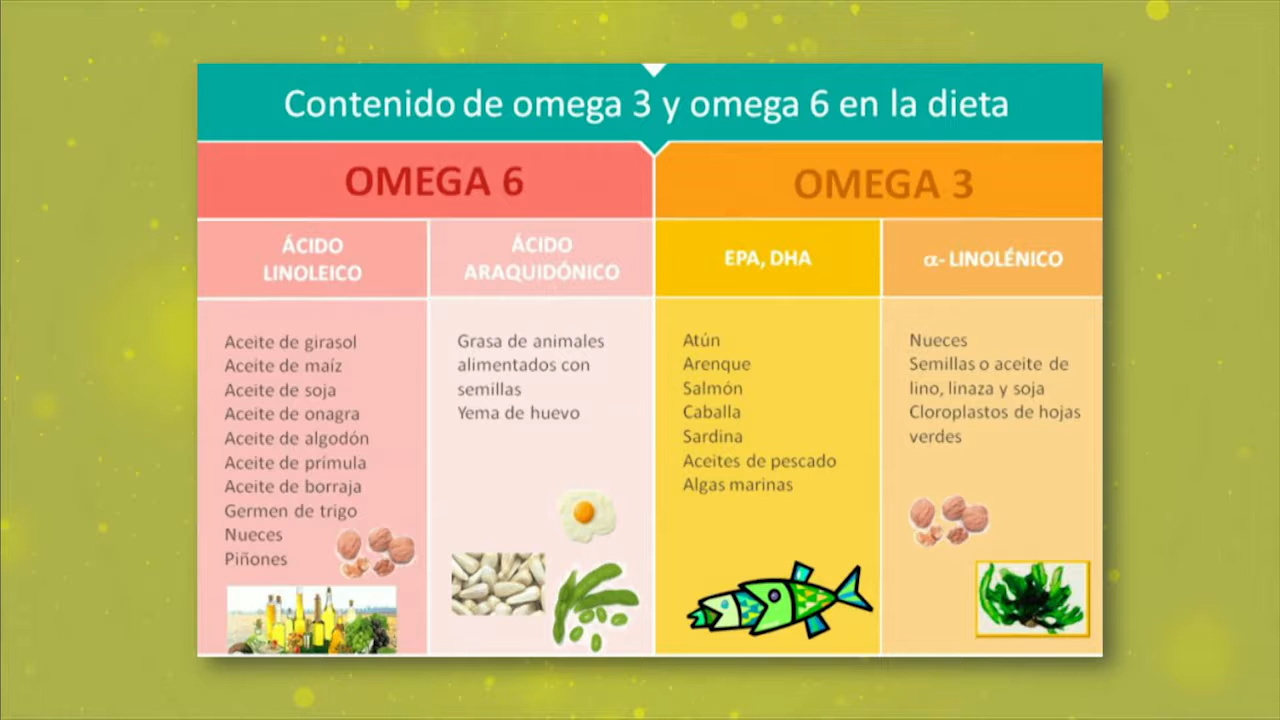 Contenido de omega 3 y omega 6 en la dieta
OMEGA 6
OMEGA 3
ÁCIDO
LINOLEICO
ÁCIDO
ARAQUIDÓNICO
EPA, DHA
α- LINOLÉNICO
Aceite de girasol
Aceite de maíz
Aceite de soja
Aceite de onagra
Aceite de algodón
Aceite de prímula
Aceite de borraja
Germen de trigo
Nueces
Piñones
Grasa de animales
alimentados con
semillas
Yema de huevo
Atún
Arenque
Salmón
Caballa
Sardina
Aceites de pescado
Algas marinas
Nueces
Semillas o aceite de
lino, linaza y soja
Cloroplastos de hojas
verdes